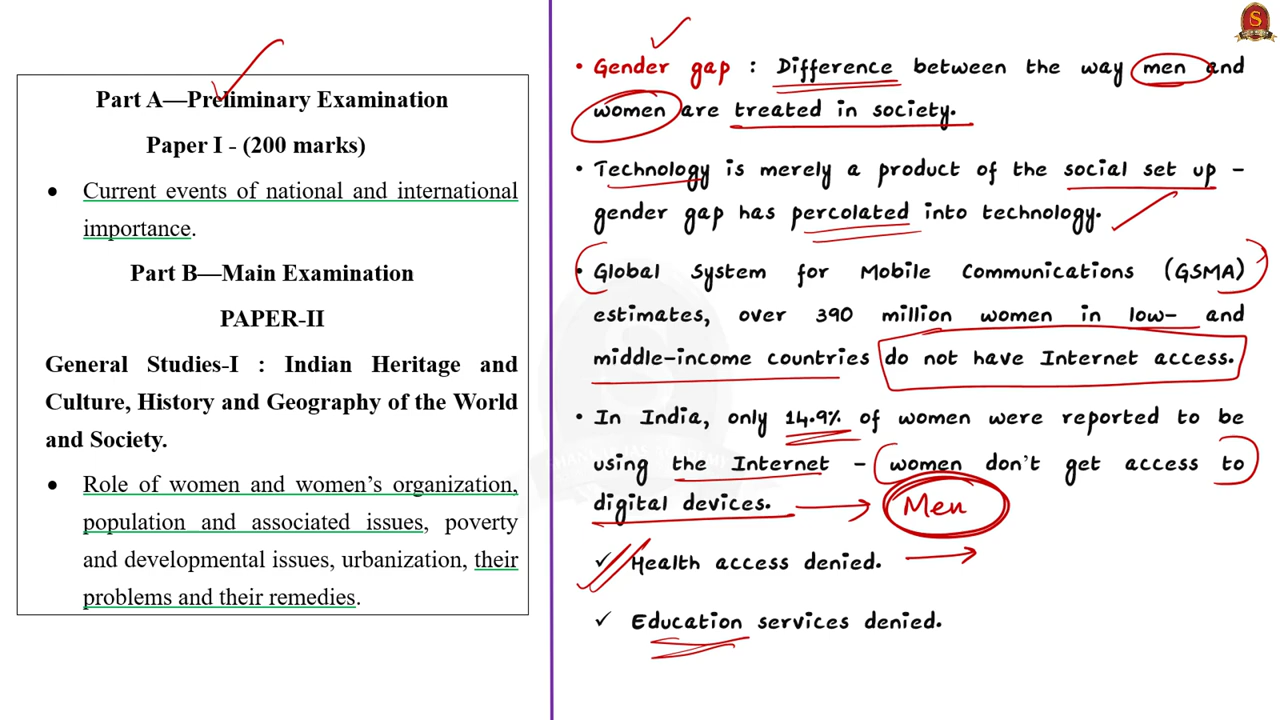 Part A—Preliminary Examination
Paper I - (200 marks)
● Current events of national and international
importance.
Part B—Main Examination
PAPER-II
General Studies-I : Indian Heritage and
Culture, History and Geography of the World
and Society.
● Role of women and women's organization,
population and associated issues, poverty
and developmental issues, urbanization, their
problems and their remedies.
• Gender gap : Difference between the way men and
women are treated in society.
• Technology is merely a product of the social set up –
gender gap has percolated into technology.
• Global System for Mobile Communications (GSMA)
estimates, over 390 million women in low- and
middle-income countries do not have Internet access.
• In India, only 14.9% of women were reported to be
using the Internet – women don't get access to
digital devices. → Men
✓ Health access denied. →
✓ Education services denied.
S